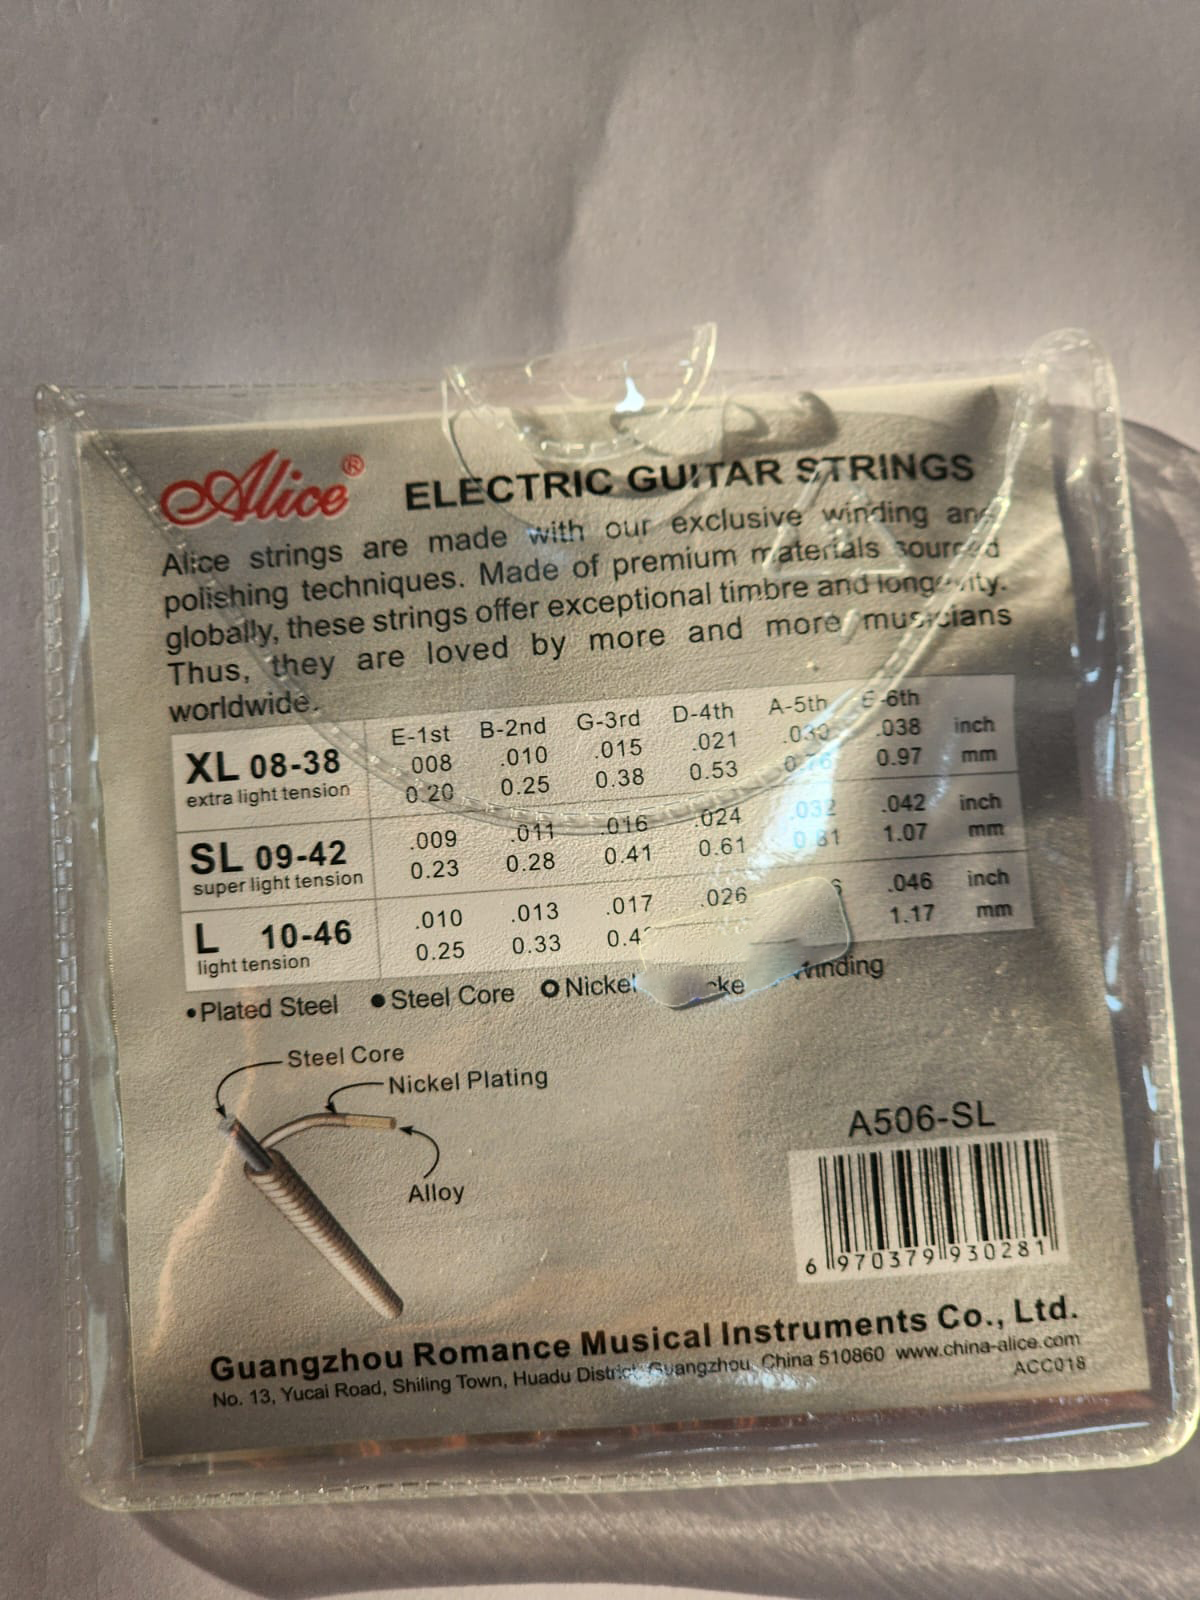 Alice®
ELECTRIC GUITAR STRINGS
Alice strings are made with our exclusive winding and
polishing techniques. Made of premium materials sourced
globally, these strings offer exceptional timbre and longevity.
Thus, they are loved by more and more musicians
worldwide.
E-1st B-2nd G-3rd D-4th A-5th E-6th
XL 08-38 008 .010 .015 .021 .030 .038 inch
extra light tension 0.20 0.25 0.38 0.53 0.76 0.97 mm
SL 09-42 .009 .011 .016 .024 .032 .042 inch
super light tension 0.23 0.28 0.41 0.61 0.81 1.07 mm
L 10-46 .010 .013 .017 .026 .046 inch
light tension 0.25 0.33 1.17 mm
•Plated Steel ●Steel Core Nickel Winding
Steel Core
Nickel Plating
Alloy
A506-SL
6 970379 930281
Guangzhou Romance Musical Instruments Co., Ltd.
No. 13, Yucai Road, Shiling Town, Huadu District Guangzhou, China 510860 www.china-alice.com
ACC018